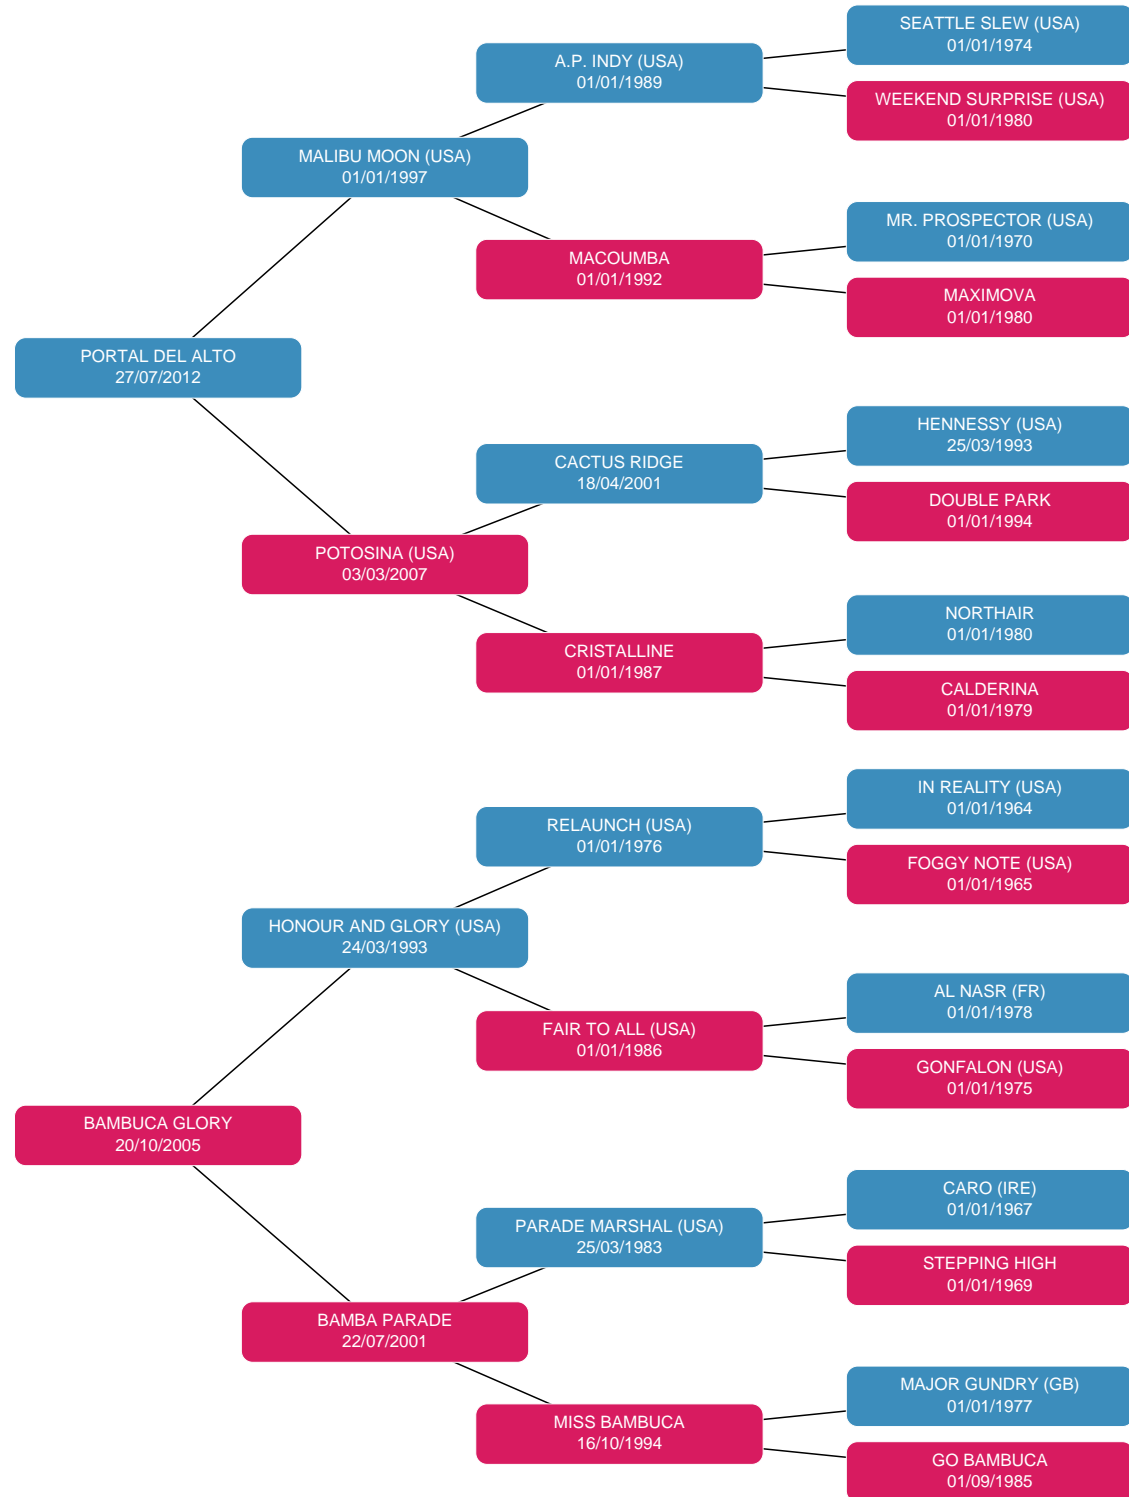 SEATTLE SLEW (USA)
01/01/1974
A.P. INDY (USA)
01/01/1989
WEEKEND SURPRISE (USA)
01/01/1980
MALIBU MOON (USA)
01/01/1997
MR. PROSPECTOR (USA)
01/01/1970
MACOUMBA
01/01/1992
MAXIMOVA
01/01/1980
PORTAL DEL ALTO
27/07/2012
HENNESSY (USA)
25/03/1993
CACTUS RIDGE
18/04/2001
DOUBLE PARK
01/01/1994
POTOSINA (USA)
03/03/2007
NORTHAIR
01/01/1980
CRISTALLINE
01/01/1987
CALDERINA
01/01/1979
IN REALITY (USA)
01/01/1964
RELAUNCH (USA)
01/01/1976
FOGGY NOTE (USA)
01/01/1965
HONOUR AND GLORY (USA)
24/03/1993
AL NASR (FR)
01/01/1978
FAIR TO ALL (USA)
01/01/1986
GONFALON (USA)
01/01/1975
BAMBUCA GLORY
20/10/2005
CARO (IRE)
01/01/1967
PARADE MARSHAL (USA)
25/03/1983
STEPPING HIGH
01/01/1969
BAMBA PARADE
22/07/2001
MAJOR GUNDRY (GB)
01/01/1977
MISS BAMBUCA
16/10/1994
GO BAMBUCA
01/09/1985